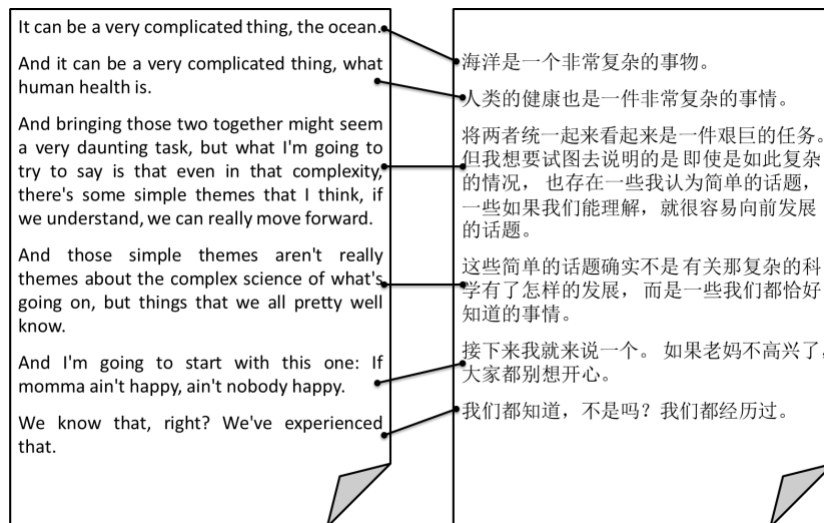 It can be a very complicated thing, the ocean.
And it can be a very complicated thing, what
human health is.
And bringing those two together might seem
a very daunting task, but what I'm going to
try to say is that even in that complexity,
there's some simple themes that I think, if
we understand, we can really move forward.
And those simple themes aren't really
themes about the complex science of what's
going on, but things that we all pretty well
know.
And I'm going to start with this one: If
momma ain't happy, ain't nobody happy.
We know that, right? We've experienced
that.
海洋是一个非常复杂的事物。
人类的健康也是一件非常复杂的事情。
将两者统一起来看起来是一件艰巨的任务。
但我想要试图去说明的是即使是如此复杂
的情况， 也存在一些我认为简单的话题，
一些如果我们能理解，就很容易向前发展
的话题。
这些简单的话题确实不是有关那复杂的科
学有了怎样的发展， 而是一些我们都恰好
知道的事情。
接下来我就来说一个。 如果老妈不高兴了，
大家都别想开心。
我们都知道，不是吗？我们都经历过。